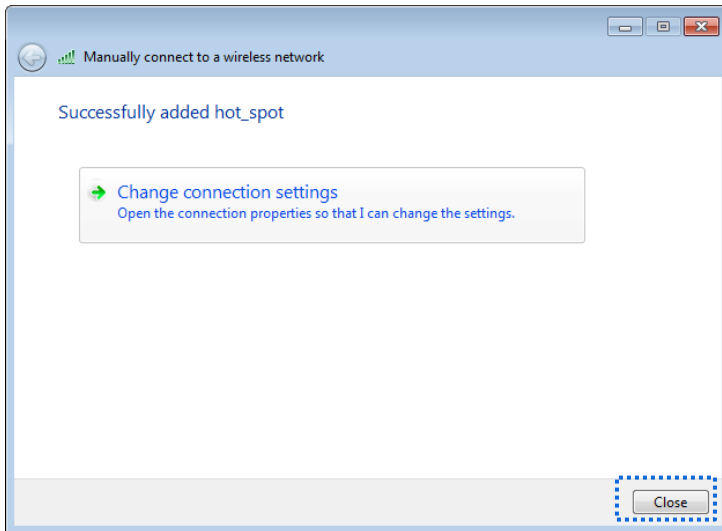 Manually connect to a wireless network
Successfully added hot_spot
Change connection settings
Open the connection properties so that I can change the settings.
Close